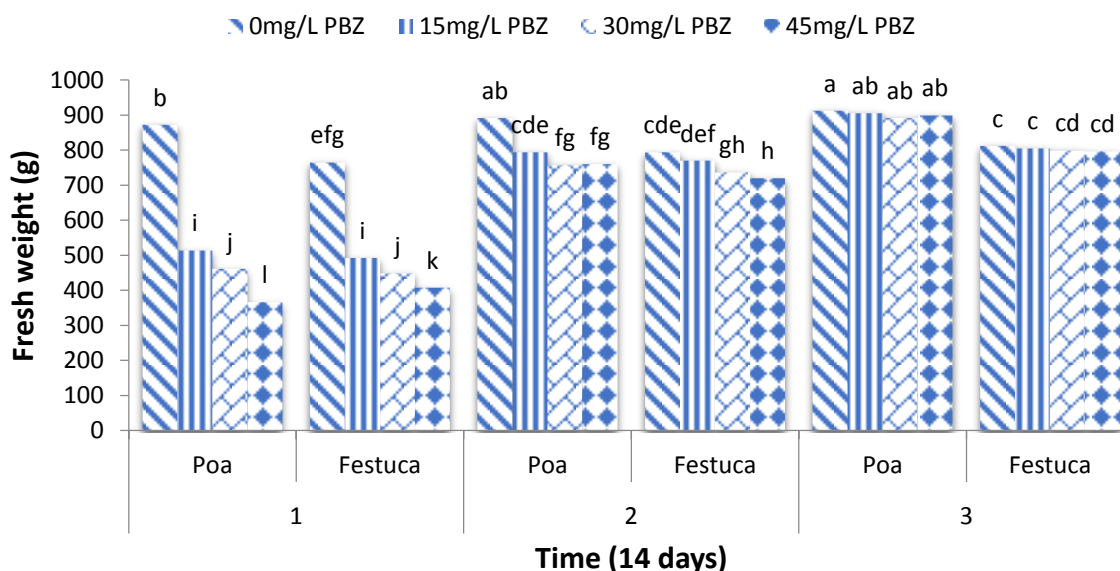 0mg/L PBZ 15mg/L PBZ 30mg/L PBZ 45mg/L PBZ
Fresh weight (g)
1000
900
800
700
600
500
400
300
200
100
0
b i j l efg i j k ab cde fg fg cde def gh h a ab ab ab c c cd cd
Poa Festuca Poa Festuca Poa Festuca
1 2 3
Time (14 days)